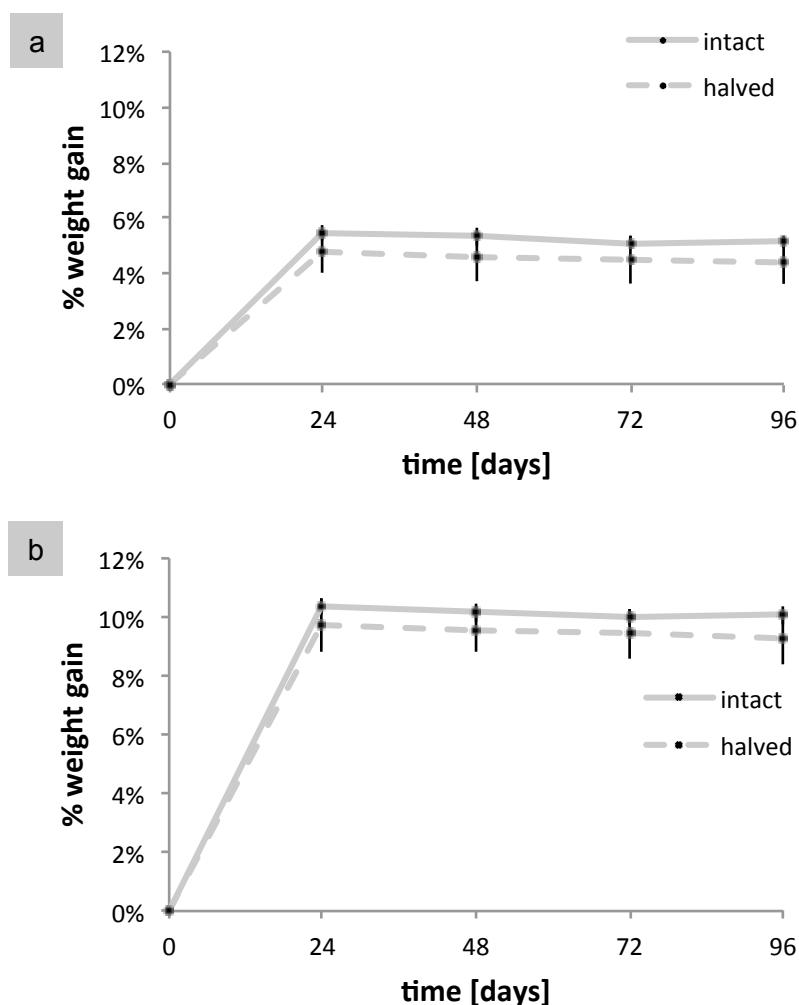 a
12%
10%
8%
6%
4%
2%
0%
% weight gain
intact
halved
0 24 48 72 96
time [days]
b
12%
10%
8%
6%
4%
2%
0%
% weight gain
intact
halved
0 24 48 72 96
time [days]